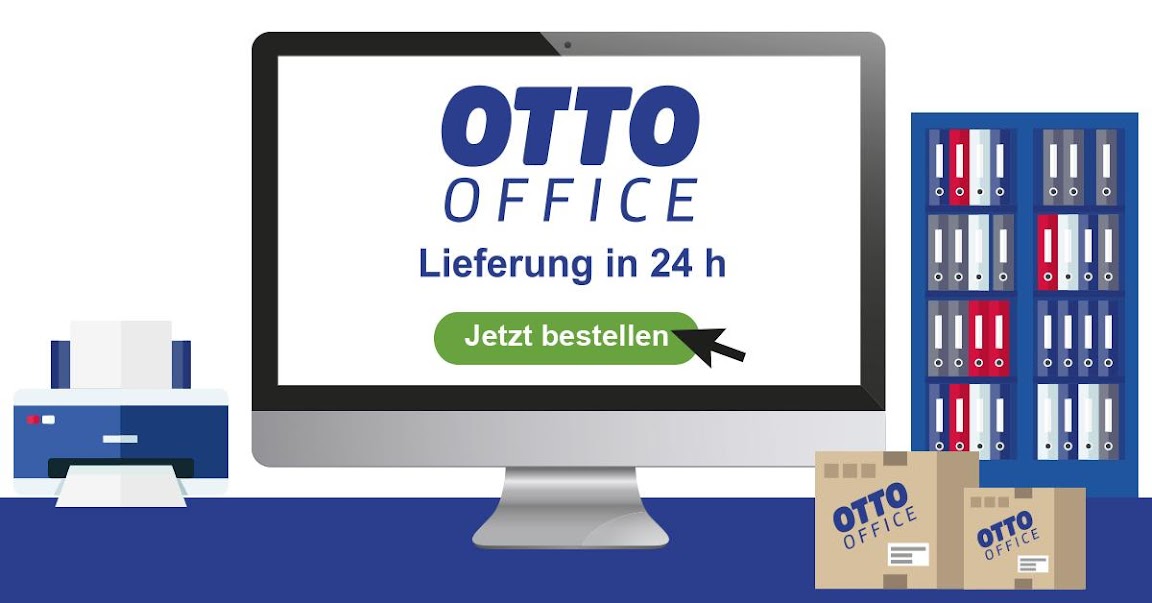 OTTO
OFFICE
Lieferung in 24 h
Jetzt bestellen
OTTO
OFFICE
OTTO
OFFICE